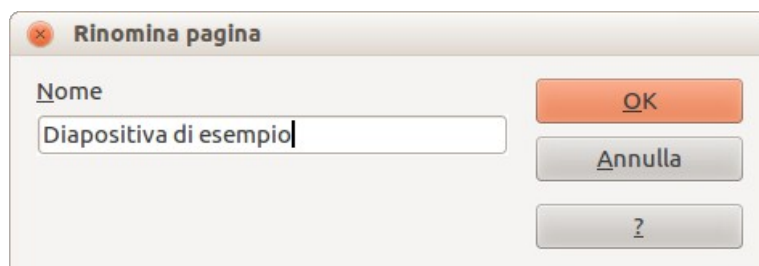 Rinomina pagina
Nome
Diapositiva di esempio
OK
Annulla
?